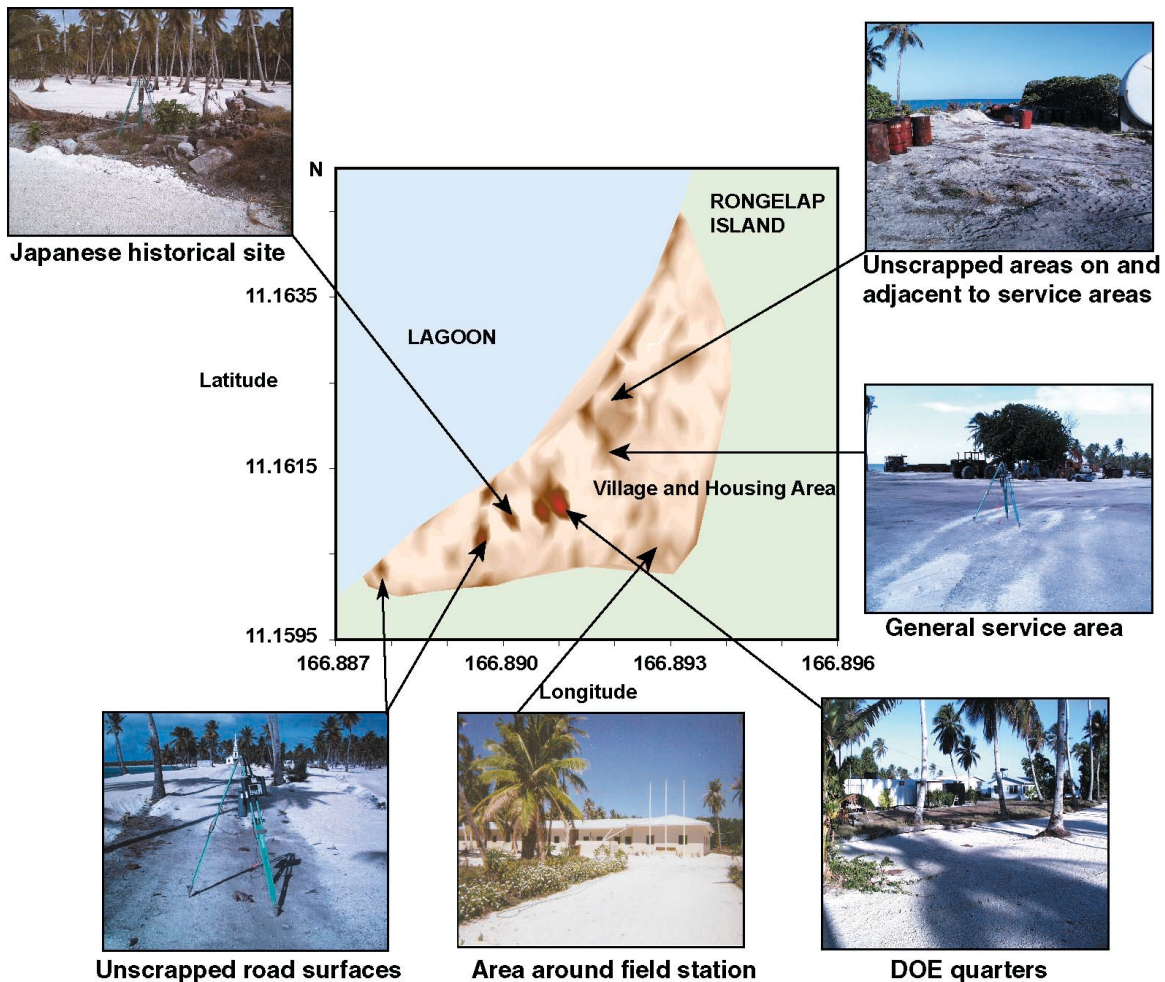 N
Japanese historical site
RONGELAP
ISLAND
Unscrapped areas on and
adjacent to service areas
11.1635
LAGOON
Latitude
11.1615
Village and Housing Area
General service area
11.1595
166.887
166.890
166.893
166.896
Longitude
Unscrapped road surfaces
Area around field station
DOE quarters